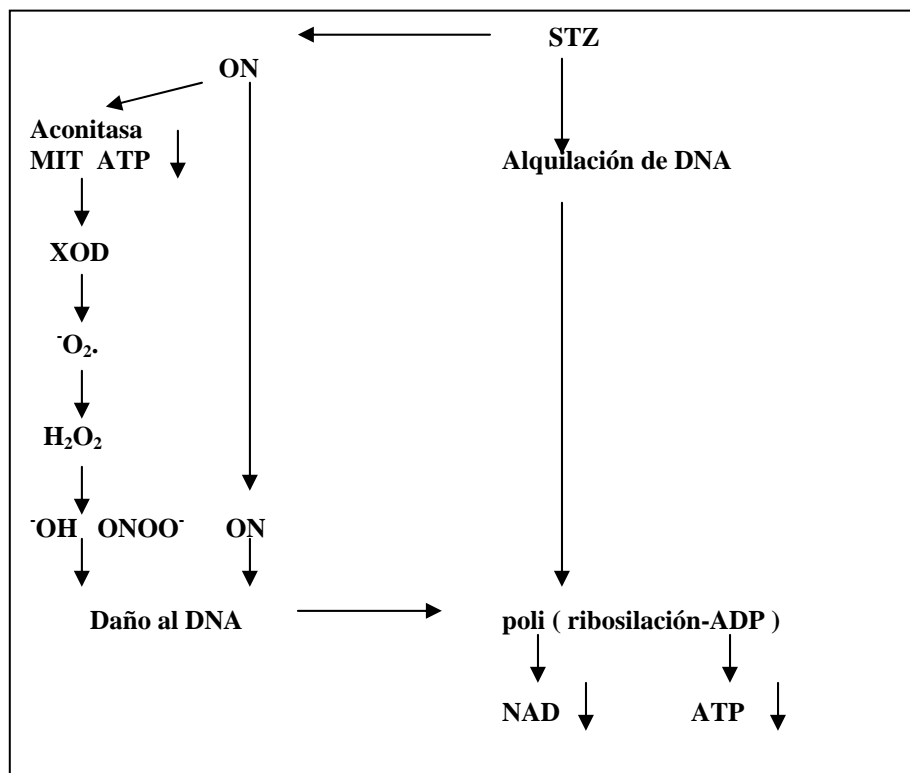 STZ
ON
Aconitasa
MIT ATP
Alquilación de DNA
XOD
⁻O₂.
H₂O₂
⁻OH ONOO⁻ ON
Daño al DNA poli ( ribosilación-ADP )
NAD ATP